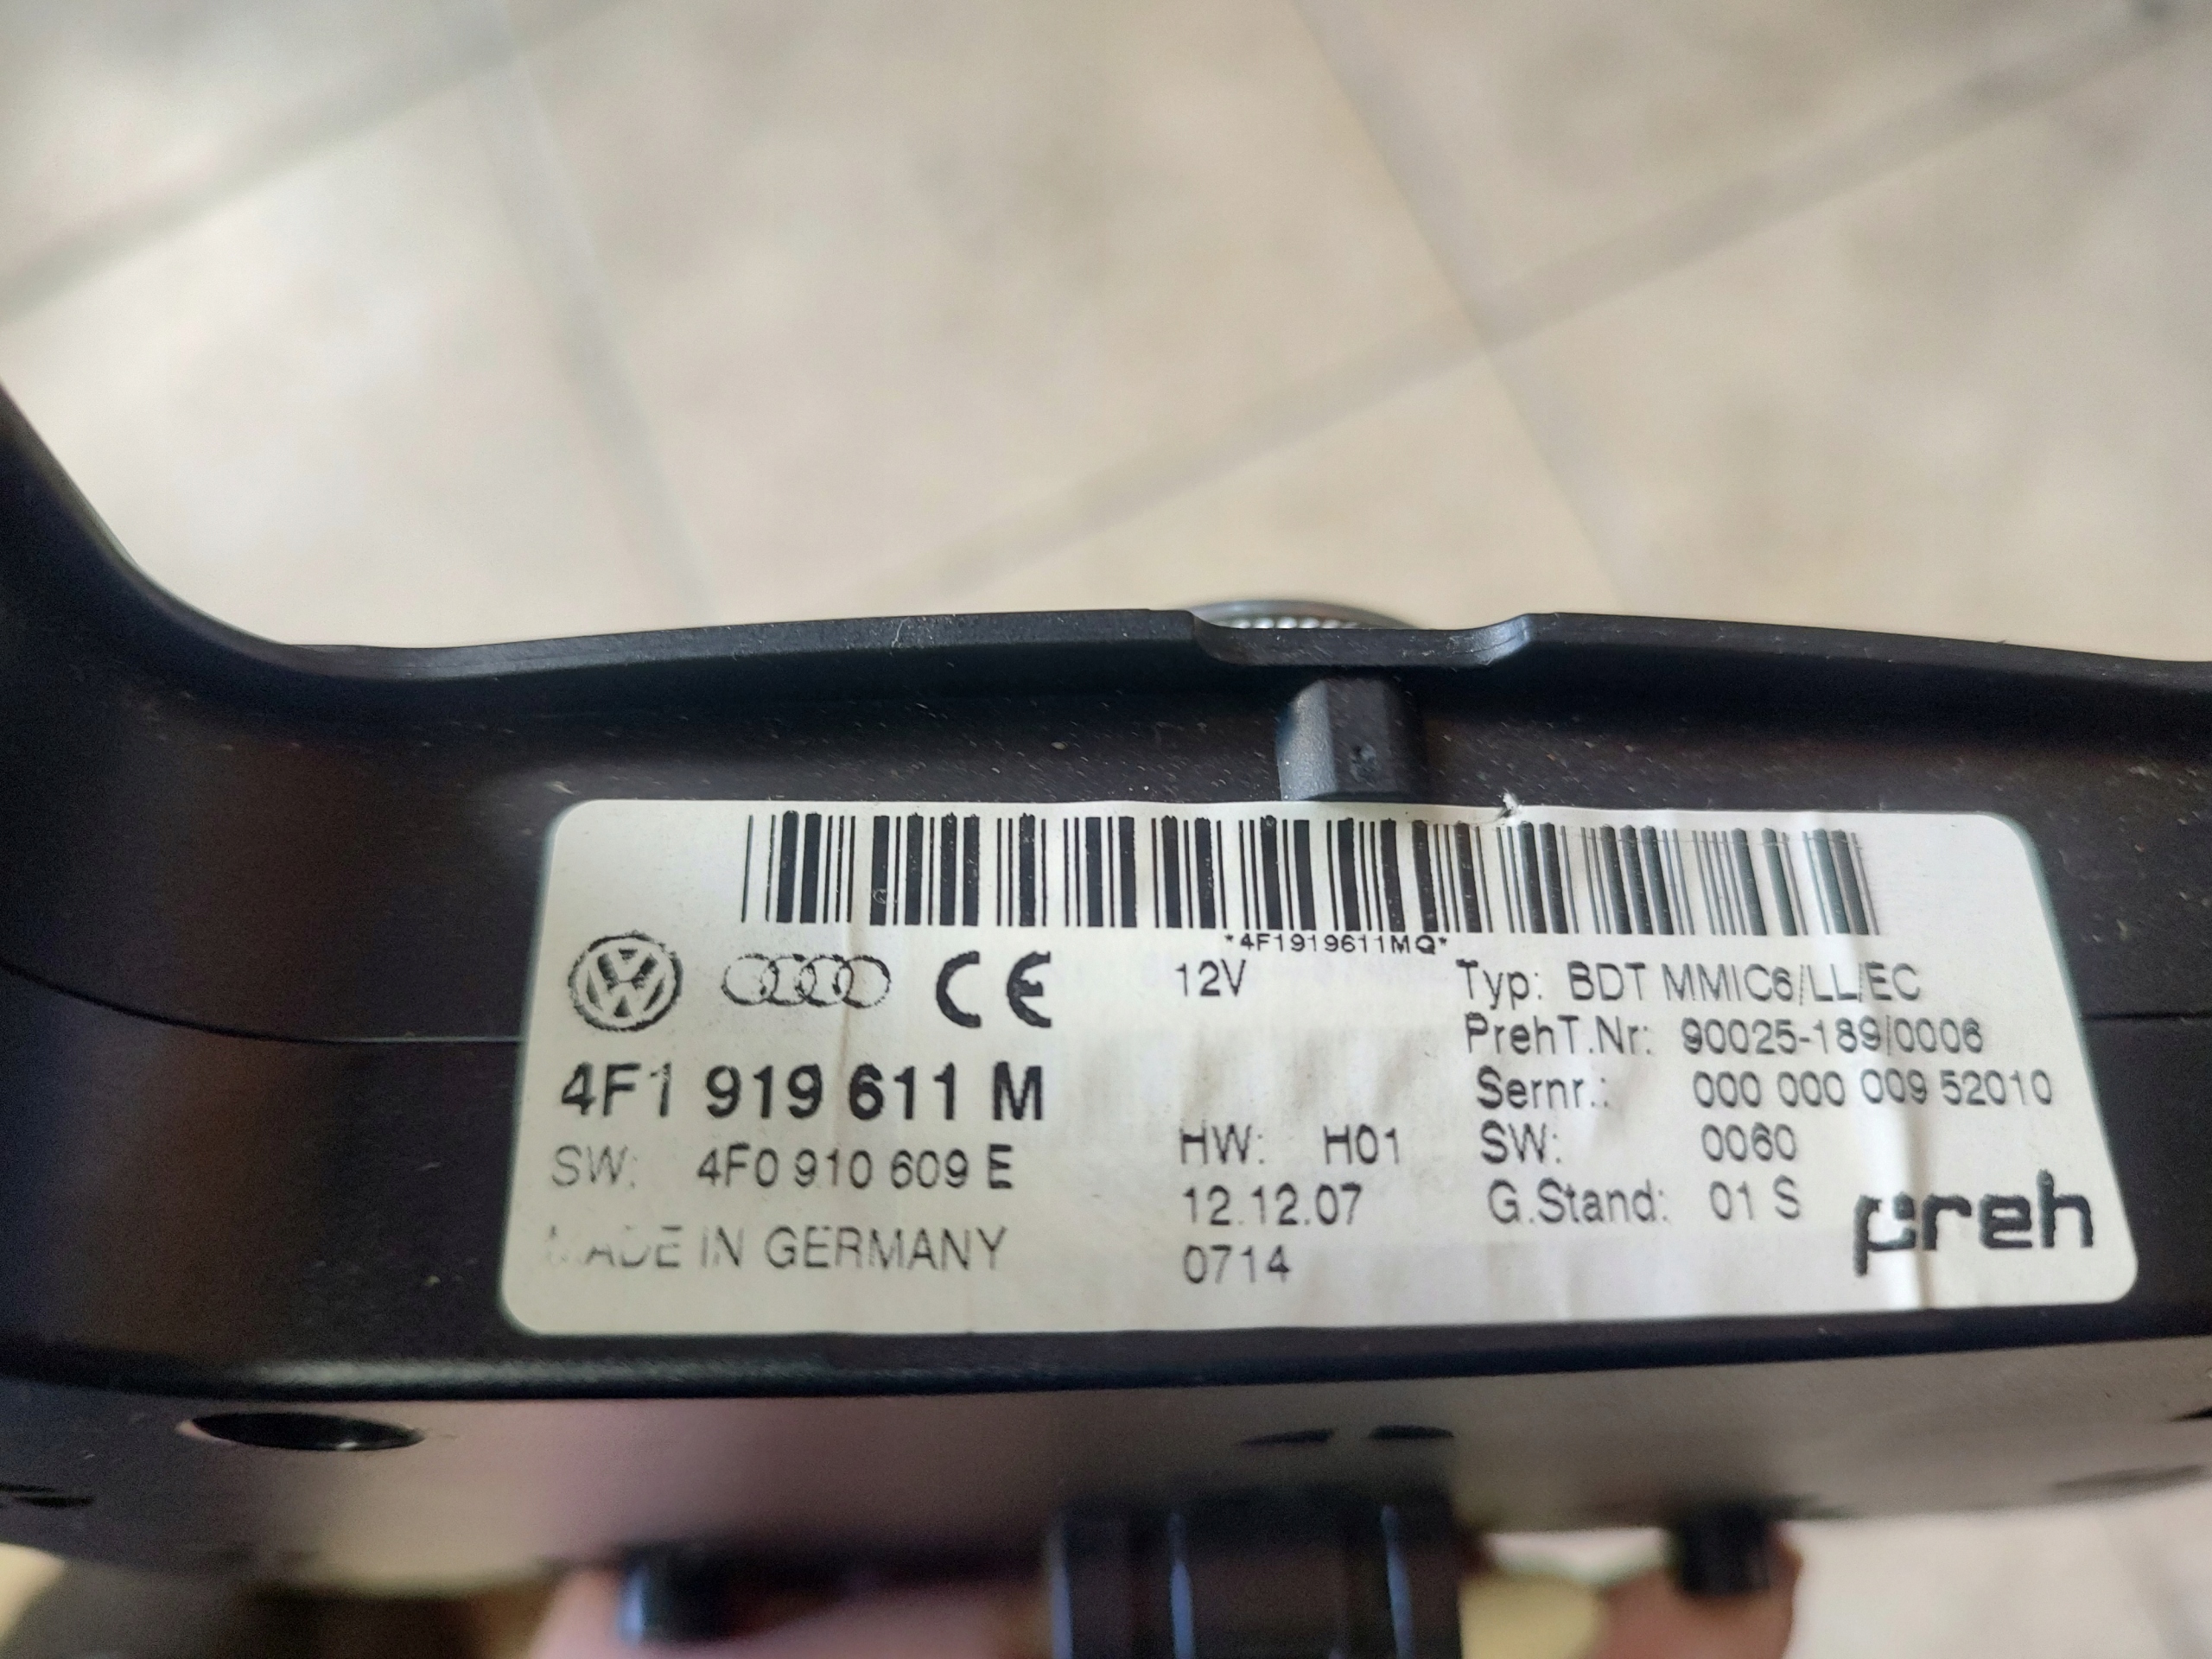 *4F1919611MQ*
CE
12V
Typ: BDT MMIC6/LL/EC
PrehT.Nr: 90025-189/0006
4F1 919 611 M
Sernr.: 000 000 009 52010
SW: 4F0 910 609 E
HW: H01
SW: 0060
12.12.07
G.Stand: 01 S
preh
MADE IN GERMANY
0714